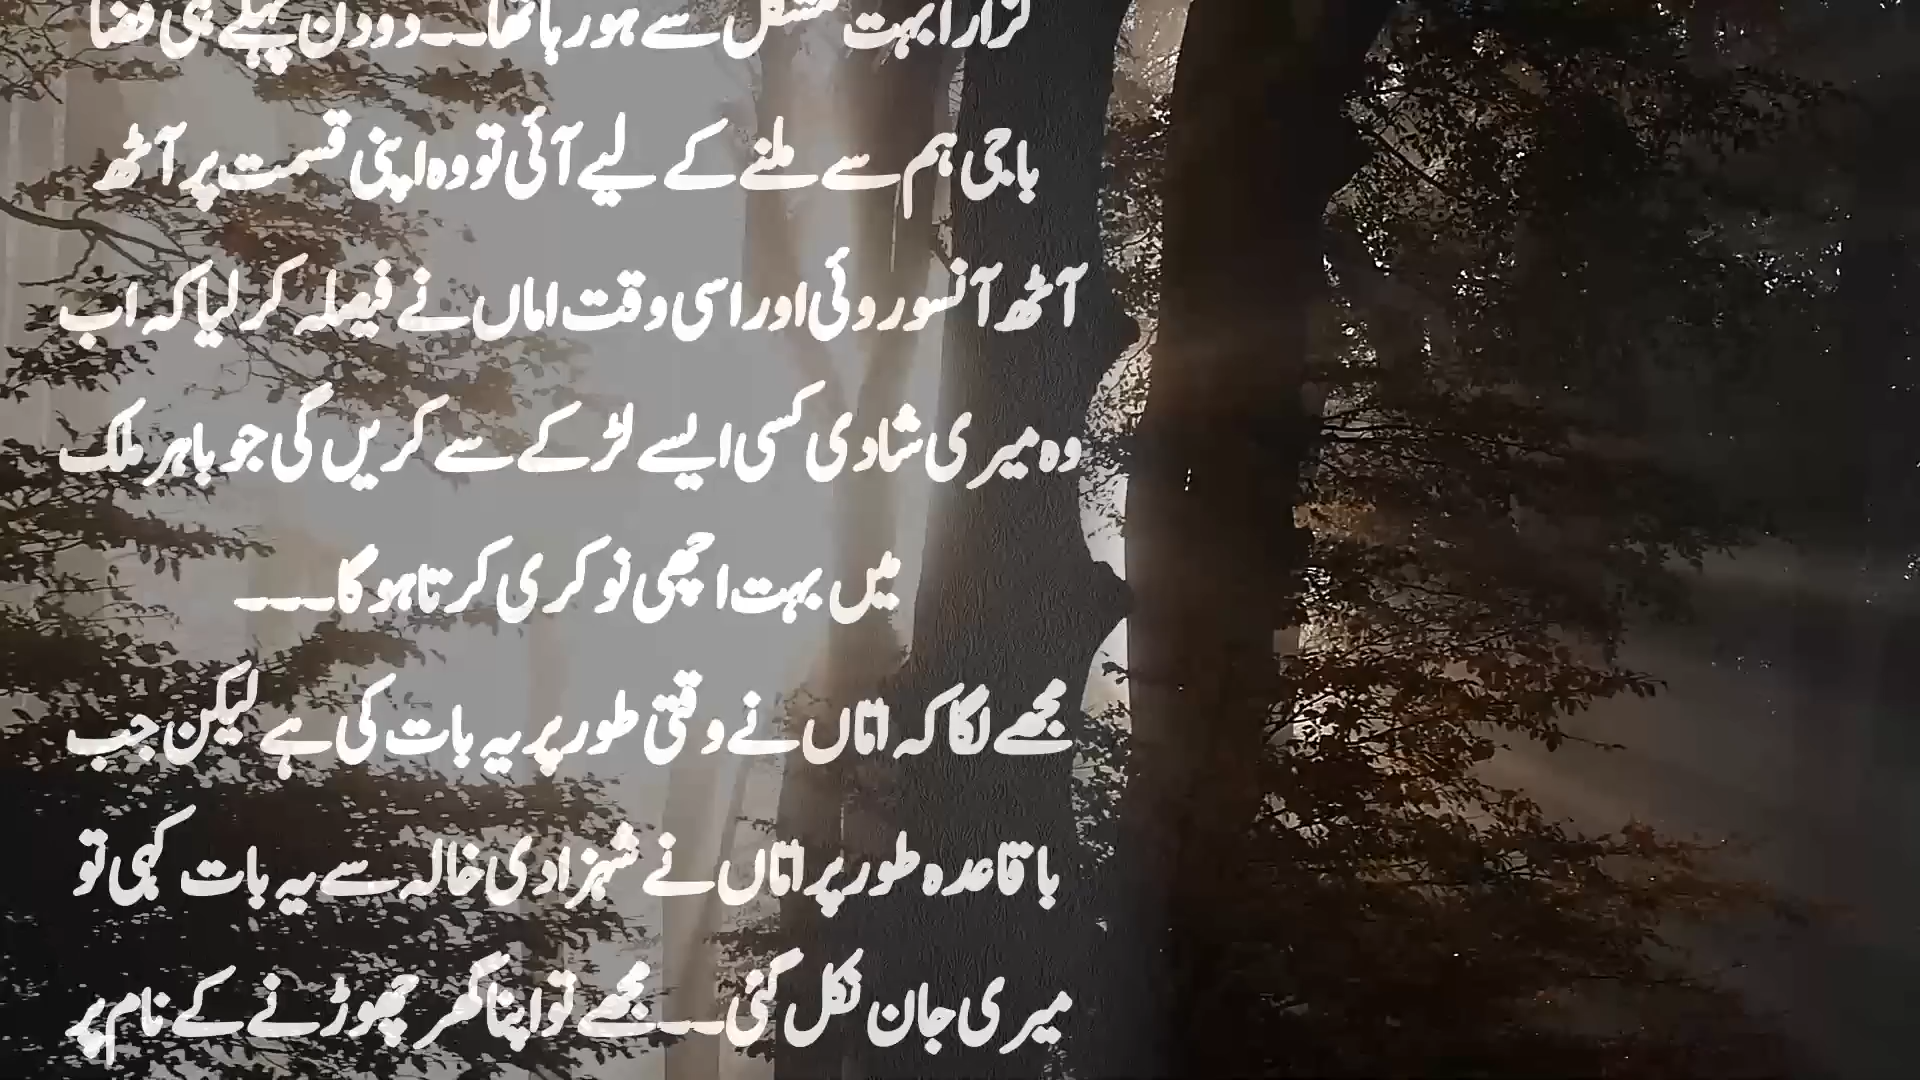 گزارا بہت مشکل سے ہو رہا تھا۔۔۔ دو دن پہلے ہی فضا
باجی ہم سے ملنے کے لیے آئی تو وہ اپنی قسمت پر آٹھ
آٹھ آنسو روئی اور اسی وقت اماں نے فیصلہ کر لیا کہ اب
وہ میری شادی کسی ایسے لڑکے سے کریں گی جو باہر ملک
میں بہت اچھی نوکری کرتا ہو گا۔۔۔۔
مجھے لگا کہ امّاں نے وقتی طور پر یہ بات کی ہے لیکن جب
باقاعدہ طور پر امّاں نے شہزادی خالہ سے یہ بات کہی تو
میری جان نکل گئی۔۔۔ مجھے تو اپنا گھر چھوڑنے کے نام پر